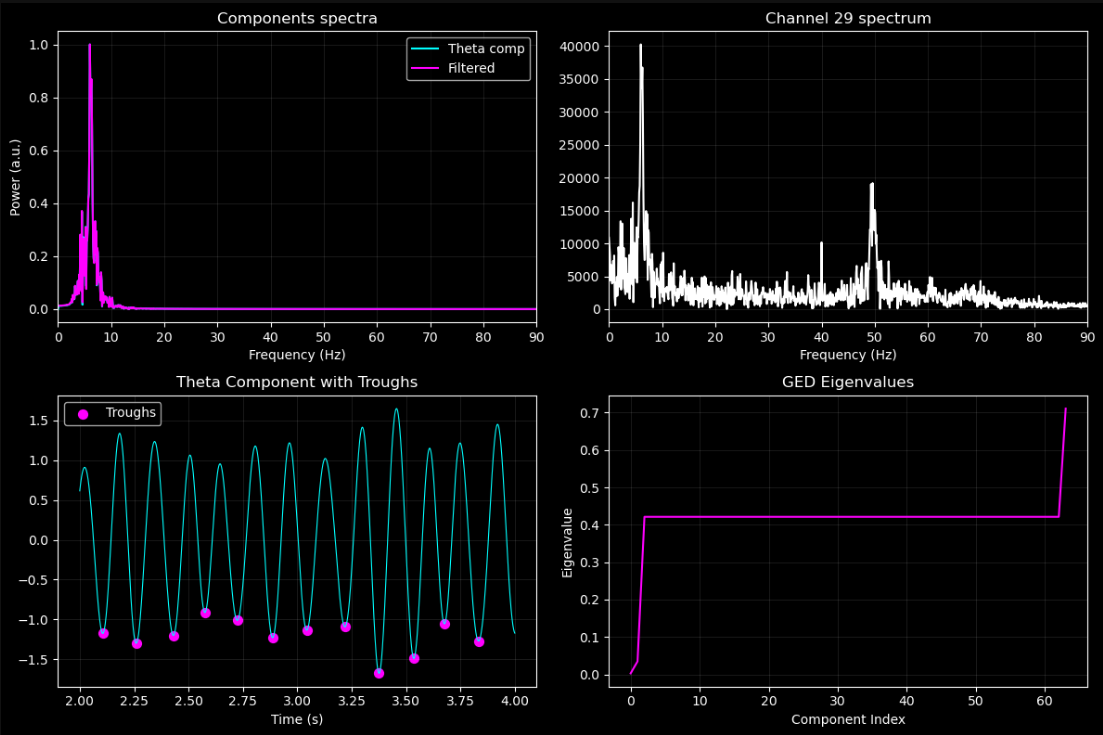 Components spectra
Theta comp
Filtered
Power (a.u.)
1.0
0.8
0.6
0.4
0.2
0.0
0 10 20 30 40 50 60 70 80 90
Frequency (Hz)
Channel 29 spectrum
40000
35000
30000
25000
20000
15000
10000
5000
0
0 10 20 30 40 50 60 70 80 90
Frequency (Hz)
Theta Component with Troughs
Troughs
1.5
1.0
0.5
0.0
−0.5
−1.0
−1.5
2.00 2.25 2.50 2.75 3.00 3.25 3.50 3.75 4.00
Time (s)
GED Eigenvalues
Eigenvalue
0.7
0.6
0.5
0.4
0.3
0.2
0.1
0.0
0 10 20 30 40 50 60
Component Index